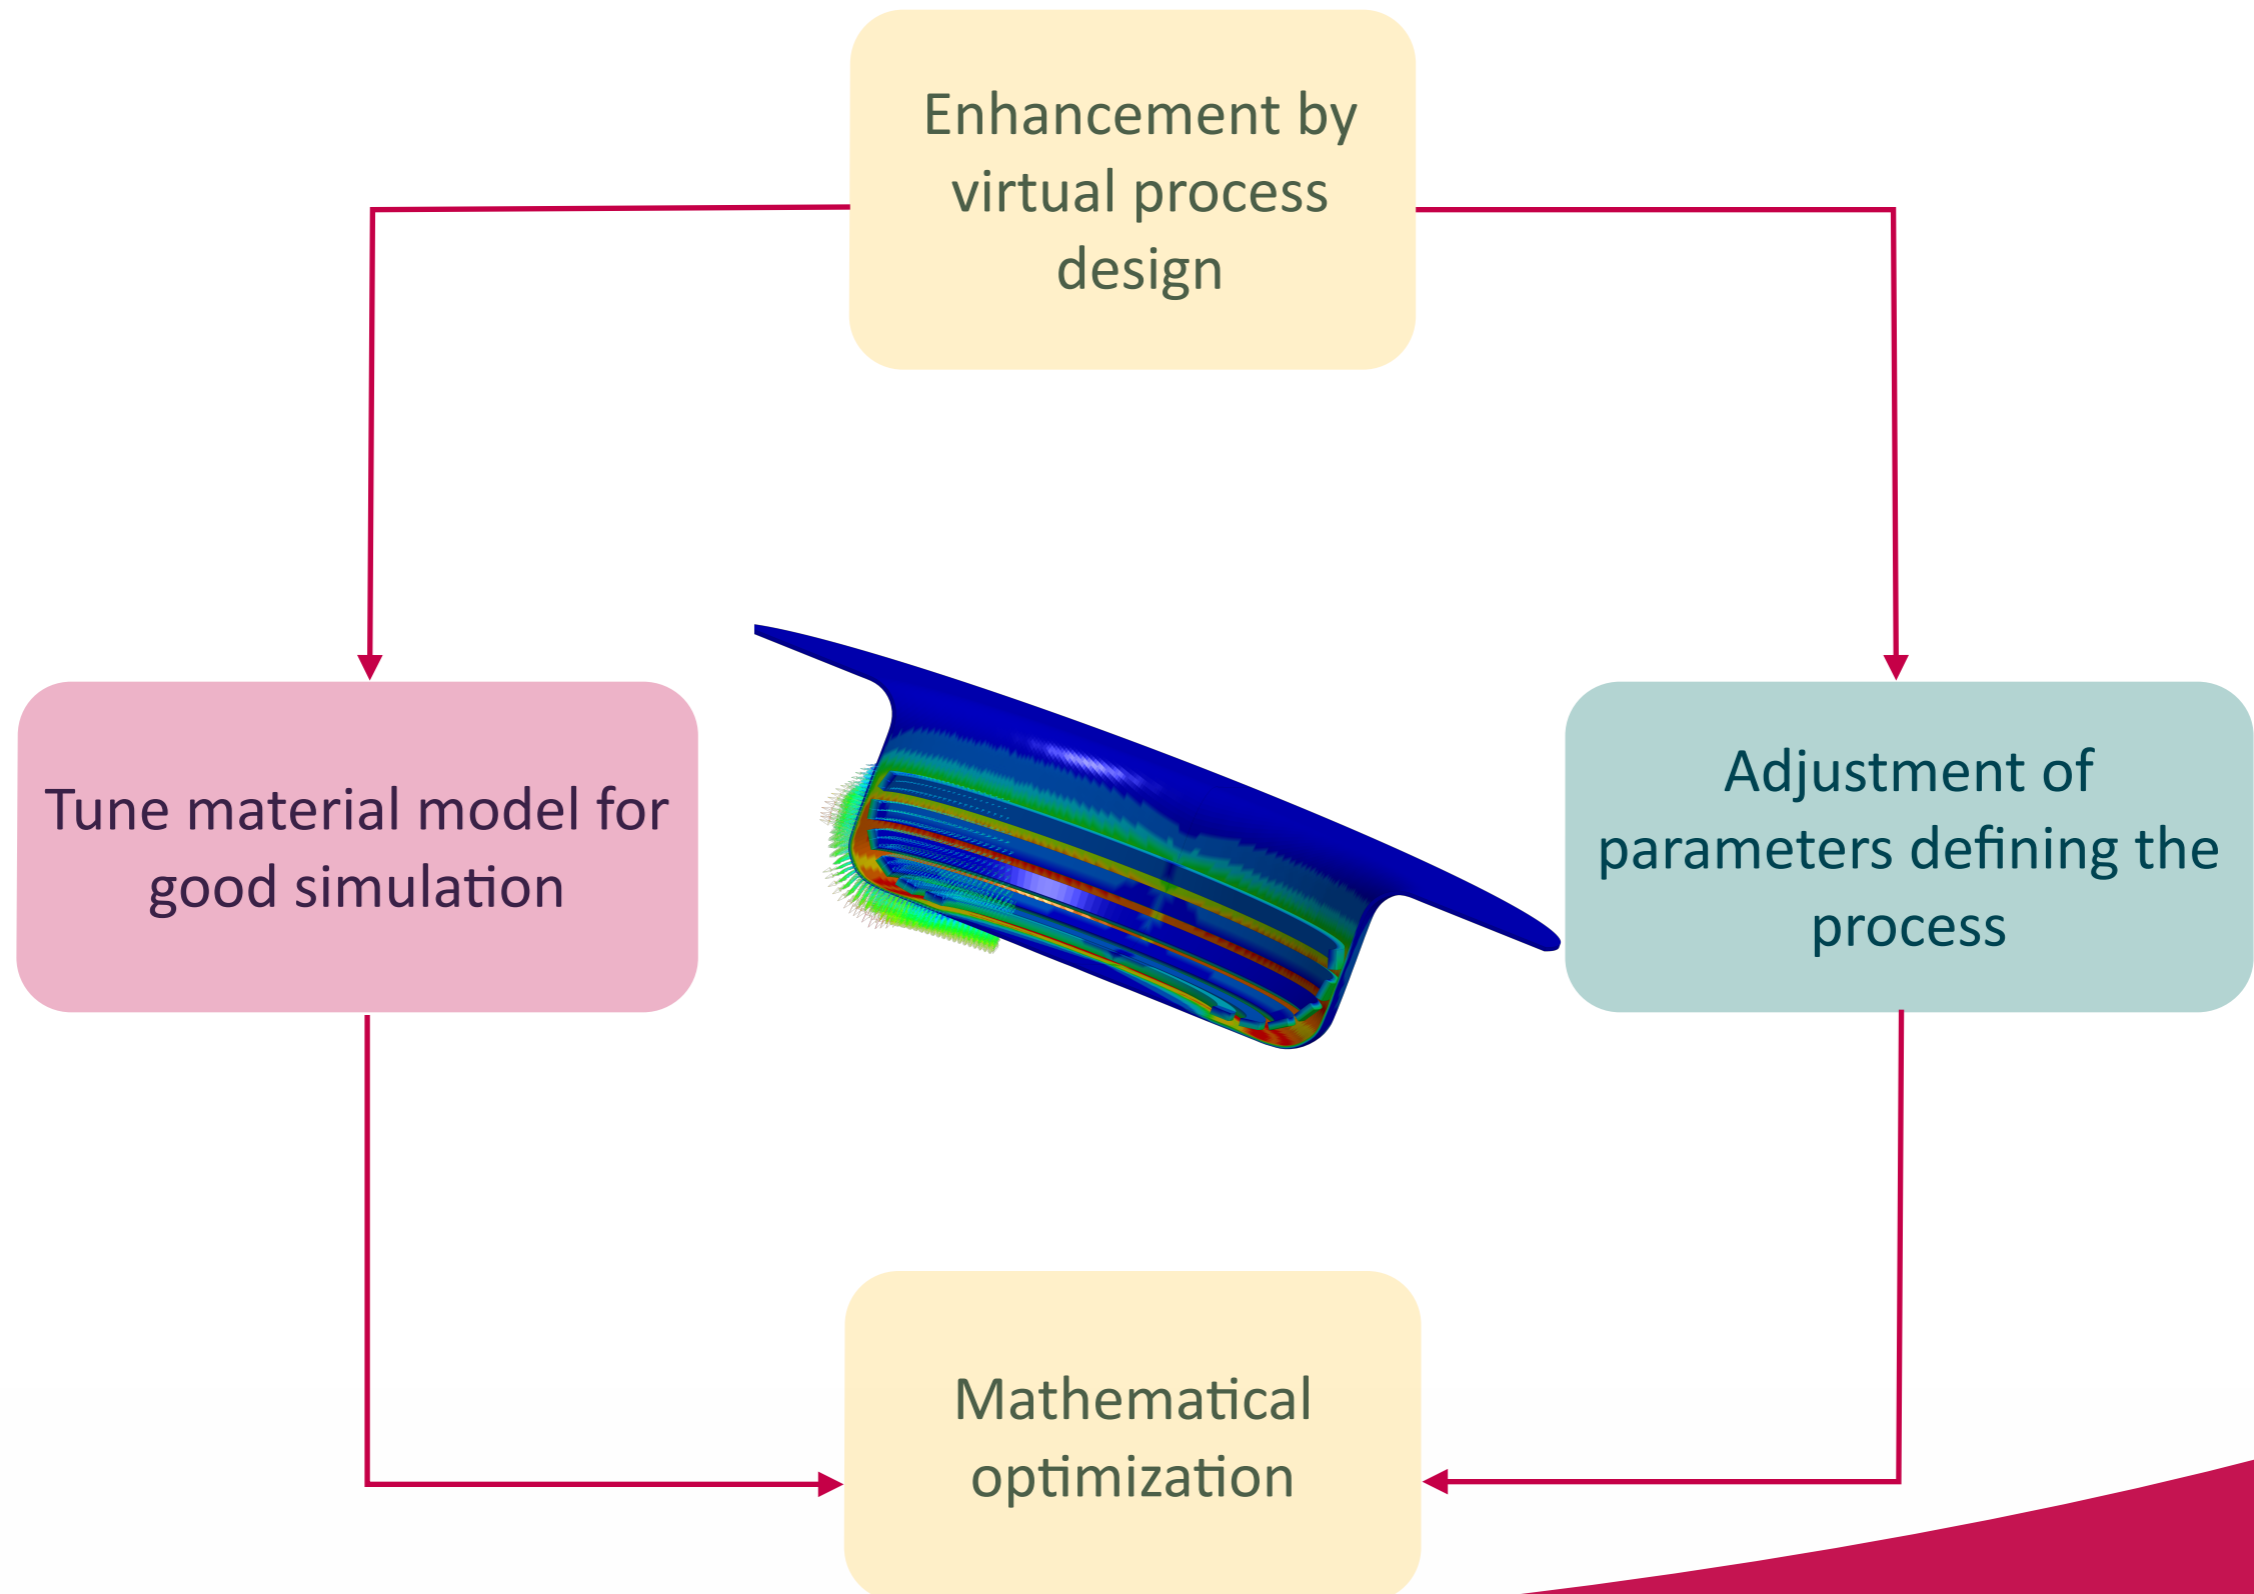 Enhancement by
virtual process
design
Tune material model for
good simulation
Adjustment of
parameters defining the
process
Mathematical
optimization